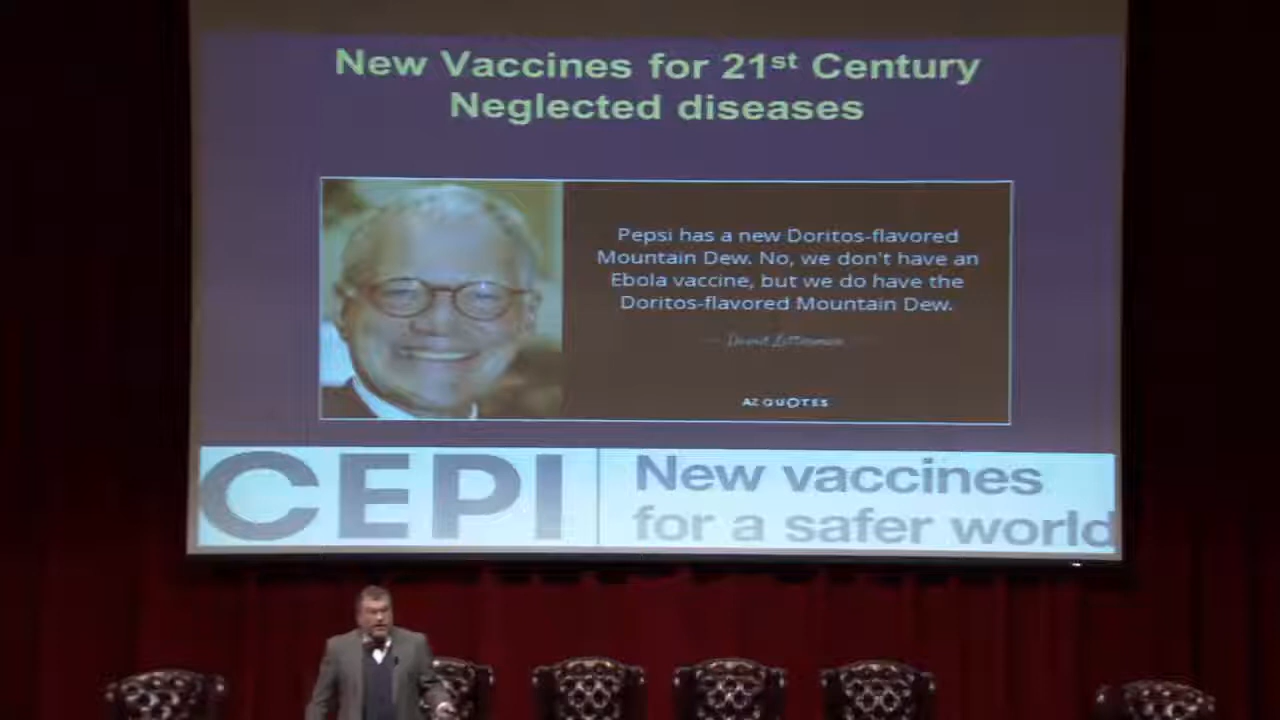 New Vaccines for 21st Century
Neglected diseases
Pepsi has a new Doritos-flavored
Mountain Dew. No, we don't have an
Ebola vaccine, but we do have the
Doritos-flavored Mountain Dew.
David Letterman
AZ QUOTES
CEPI
New vaccines
for a safer world